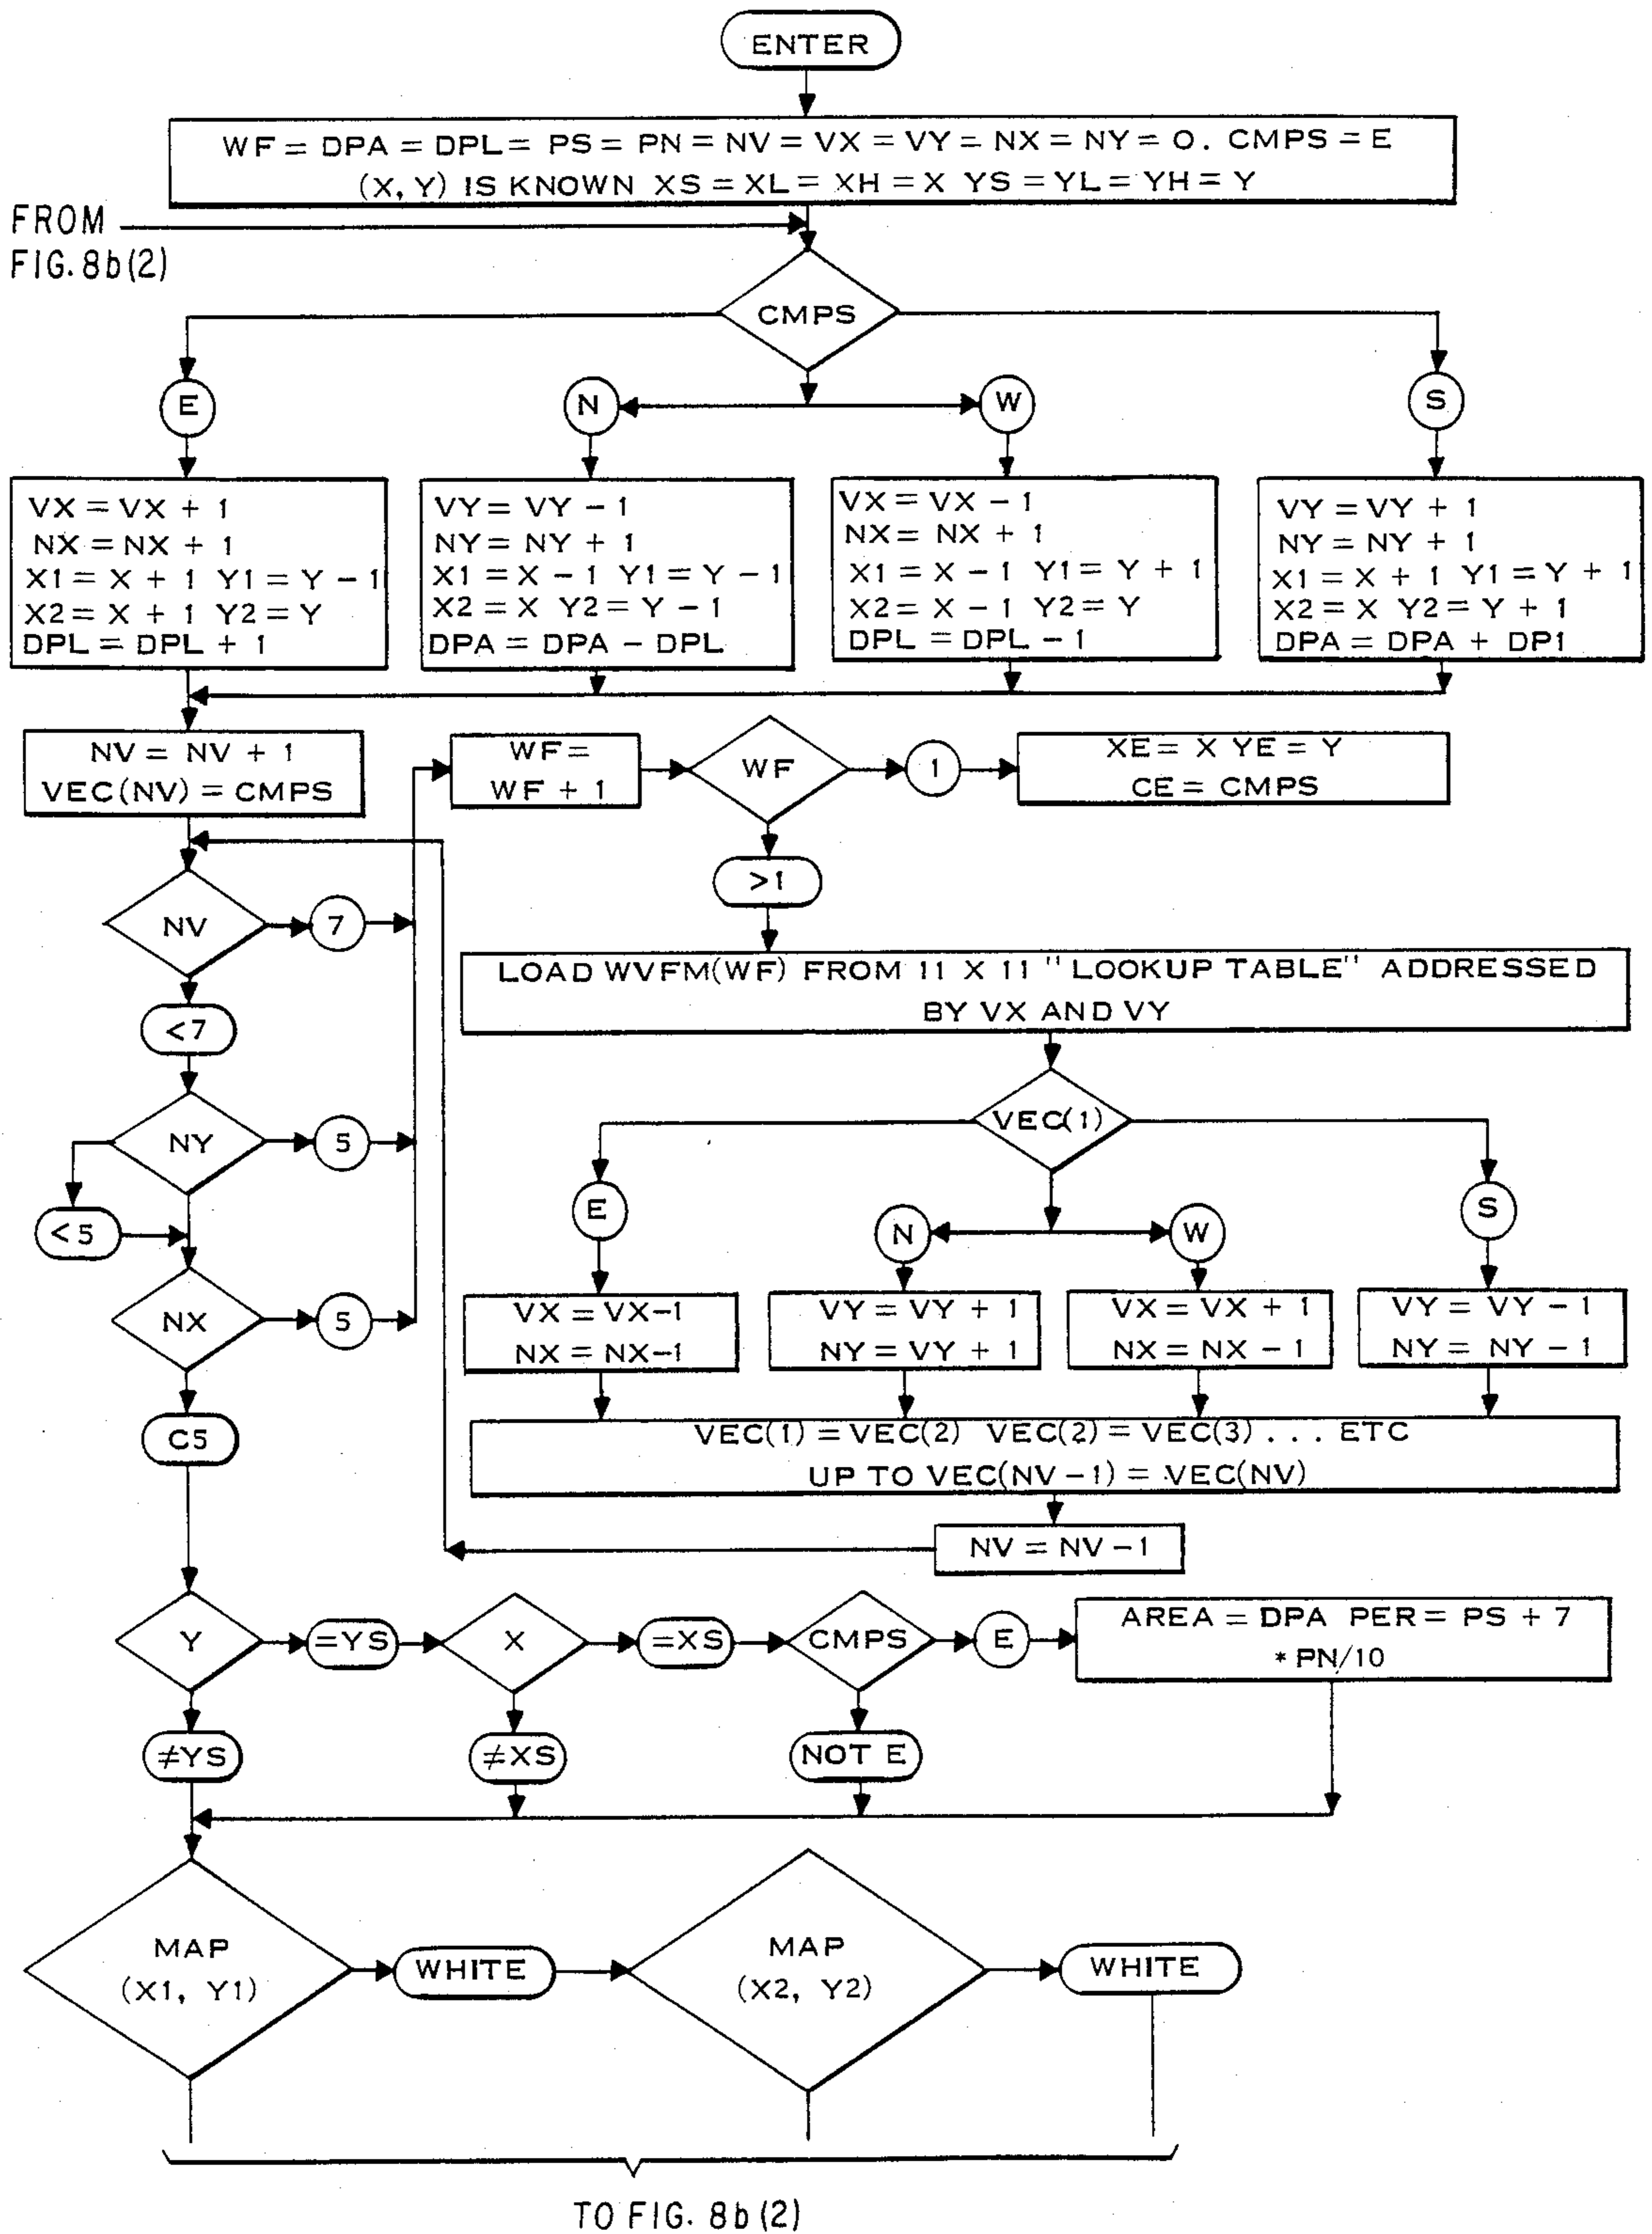 ENTER
WF = DPA = DPL = PS = PN = NV = VX = VY = NX = NY = 0. CMPS = E
(X, Y) IS KNOWN XS = XL = XH = X YS = YL = YH = Y
FROM
FIG. 8b(2)
CMPS
E
N
W
S
VX = VX + 1
NX = NX + 1
X1 = X + 1 Y1 = Y - 1
X2 = X + 1 Y2 = Y
DPL = DPL + 1
VY = VY - 1
NY = NY + 1
X1 = X - 1 Y1 = Y - 1
X2 = X Y2 = Y - 1
DPA = DPA - DPL
VX = VX - 1
NX = NX + 1
X1 = X - 1 Y1 = Y + 1
X2 = X - 1 Y2 = Y
DPL = DPL - 1
VY = VY + 1
NY = NY + 1
X1 = X + 1 Y1 = Y + 1
X2 = X Y2 = Y + 1
DPA = DPA + DP1
NV = NV + 1
VEC(NV) = CMPS
WF =
WF + 1
WF
1
XE = X YE = Y
CE = CMPS
>1
NV
7
<7
LOAD WVFM(WF) FROM 11 X 11 "LOOKUP TABLE" ADDRESSED
BY VX AND VY
NY
5
<5
VEC(1)
E
N
W
S
NX
5
VX = VX-1
NX = NX-1
VY = VY + 1
NY = VY + 1
VX = VX + 1
NX = NX - 1
VY = VY - 1
NY = NY - 1
C5
VEC(1) = VEC(2) VEC(2) = VEC(3) . . . ETC
UP TO VEC(NV-1) = VEC(NV)
NV = NV-1
Y
=YS
X
=XS
CMPS
E
AREA = DPA PER = PS + 7
* PN/10
≠YS
≠XS
NOT E
MAP
(X1, Y1)
WHITE
MAP
(X2, Y2)
WHITE
TO FIG. 8b(2)